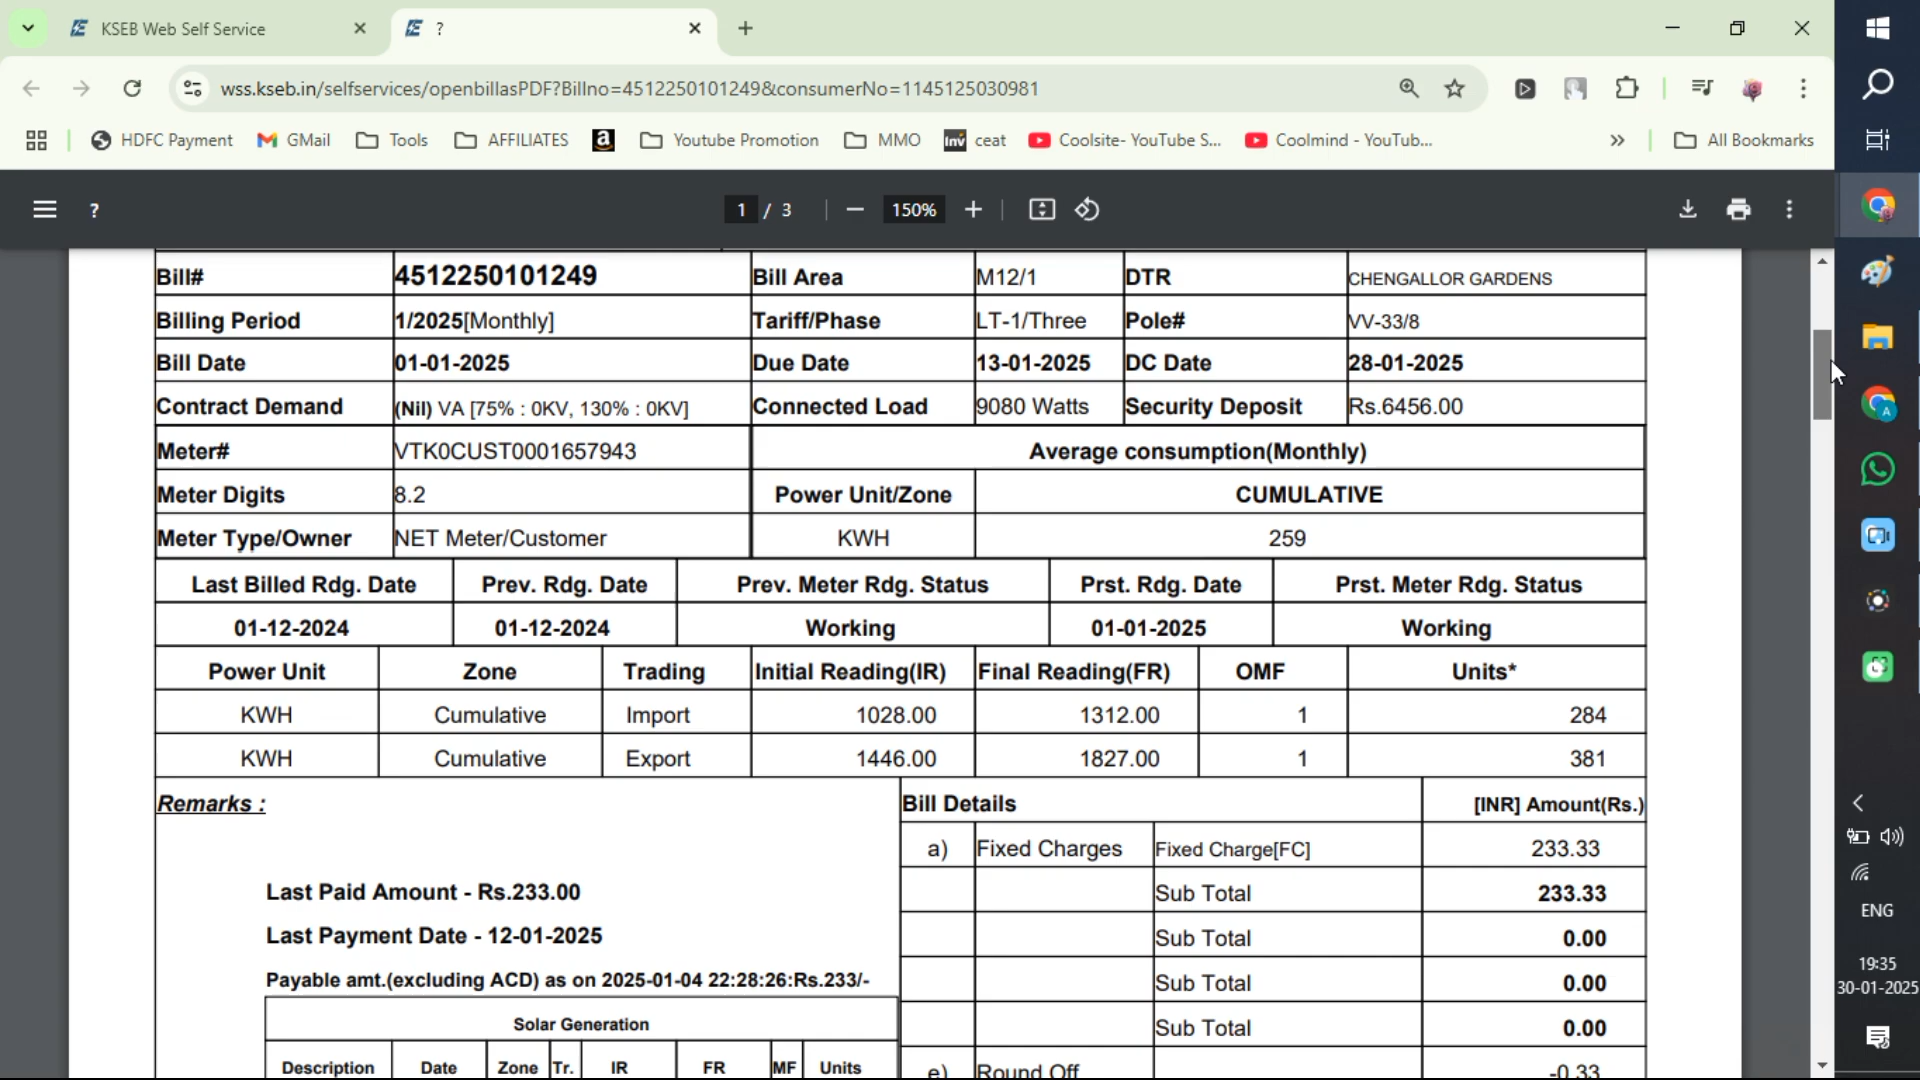 KSEB Web Self Service
?
wss.kseb.in/selfservices/openbillasPDF?Billno=4512250101249&consumerNo=1145125030981
HDFC Payment GMail Tools AFFILIATES a Youtube Promotion MMO Inv ceat Coolsite- YouTube S... Coolmind - YouTub... » All Bookmarks
? 1 / 3 150%
Bill# 4512250101249 Bill Area M12/1 DTR CHENGALLOR GARDENS
Billing Period 1/2025[Monthly] Tariff/Phase LT-1/Three Pole# VV-33/8
Bill Date 01-01-2025 Due Date 13-01-2025 DC Date 28-01-2025
Contract Demand (Nil) VA [75% : 0KV, 130% : 0KV] Connected Load 9080 Watts Security Deposit Rs.6456.00
Meter# VTK0CUST0001657943 Average consumption(Monthly)
Meter Digits 8.2 Power Unit/Zone CUMULATIVE
Meter Type/Owner NET Meter/Customer KWH 259
Last Billed Rdg. Date Prev. Rdg. Date Prev. Meter Rdg. Status Prst. Rdg. Date Prst. Meter Rdg. Status
01-12-2024 01-12-2024 Working 01-01-2025 Working
Power Unit Zone Trading Initial Reading(IR) Final Reading(FR) OMF Units*
KWH Cumulative Import 1028.00 1312.00 1 284
KWH Cumulative Export 1446.00 1827.00 1 381
Remarks : Bill Details [INR] Amount(Rs.)
a) Fixed Charges Fixed Charge[FC] 233.33
Last Paid Amount - Rs.233.00 Sub Total 233.33
Last Payment Date - 12-01-2025 Sub Total 0.00
Payable amt.(excluding ACD) as on 2025-01-04 22:28:26:Rs.233/- Sub Total 0.00
Solar Generation Sub Total 0.00
Description Date Zone Tr. IR FR MF Units e) Round Off -0.33
A
ENG
19:35
30-01-2025